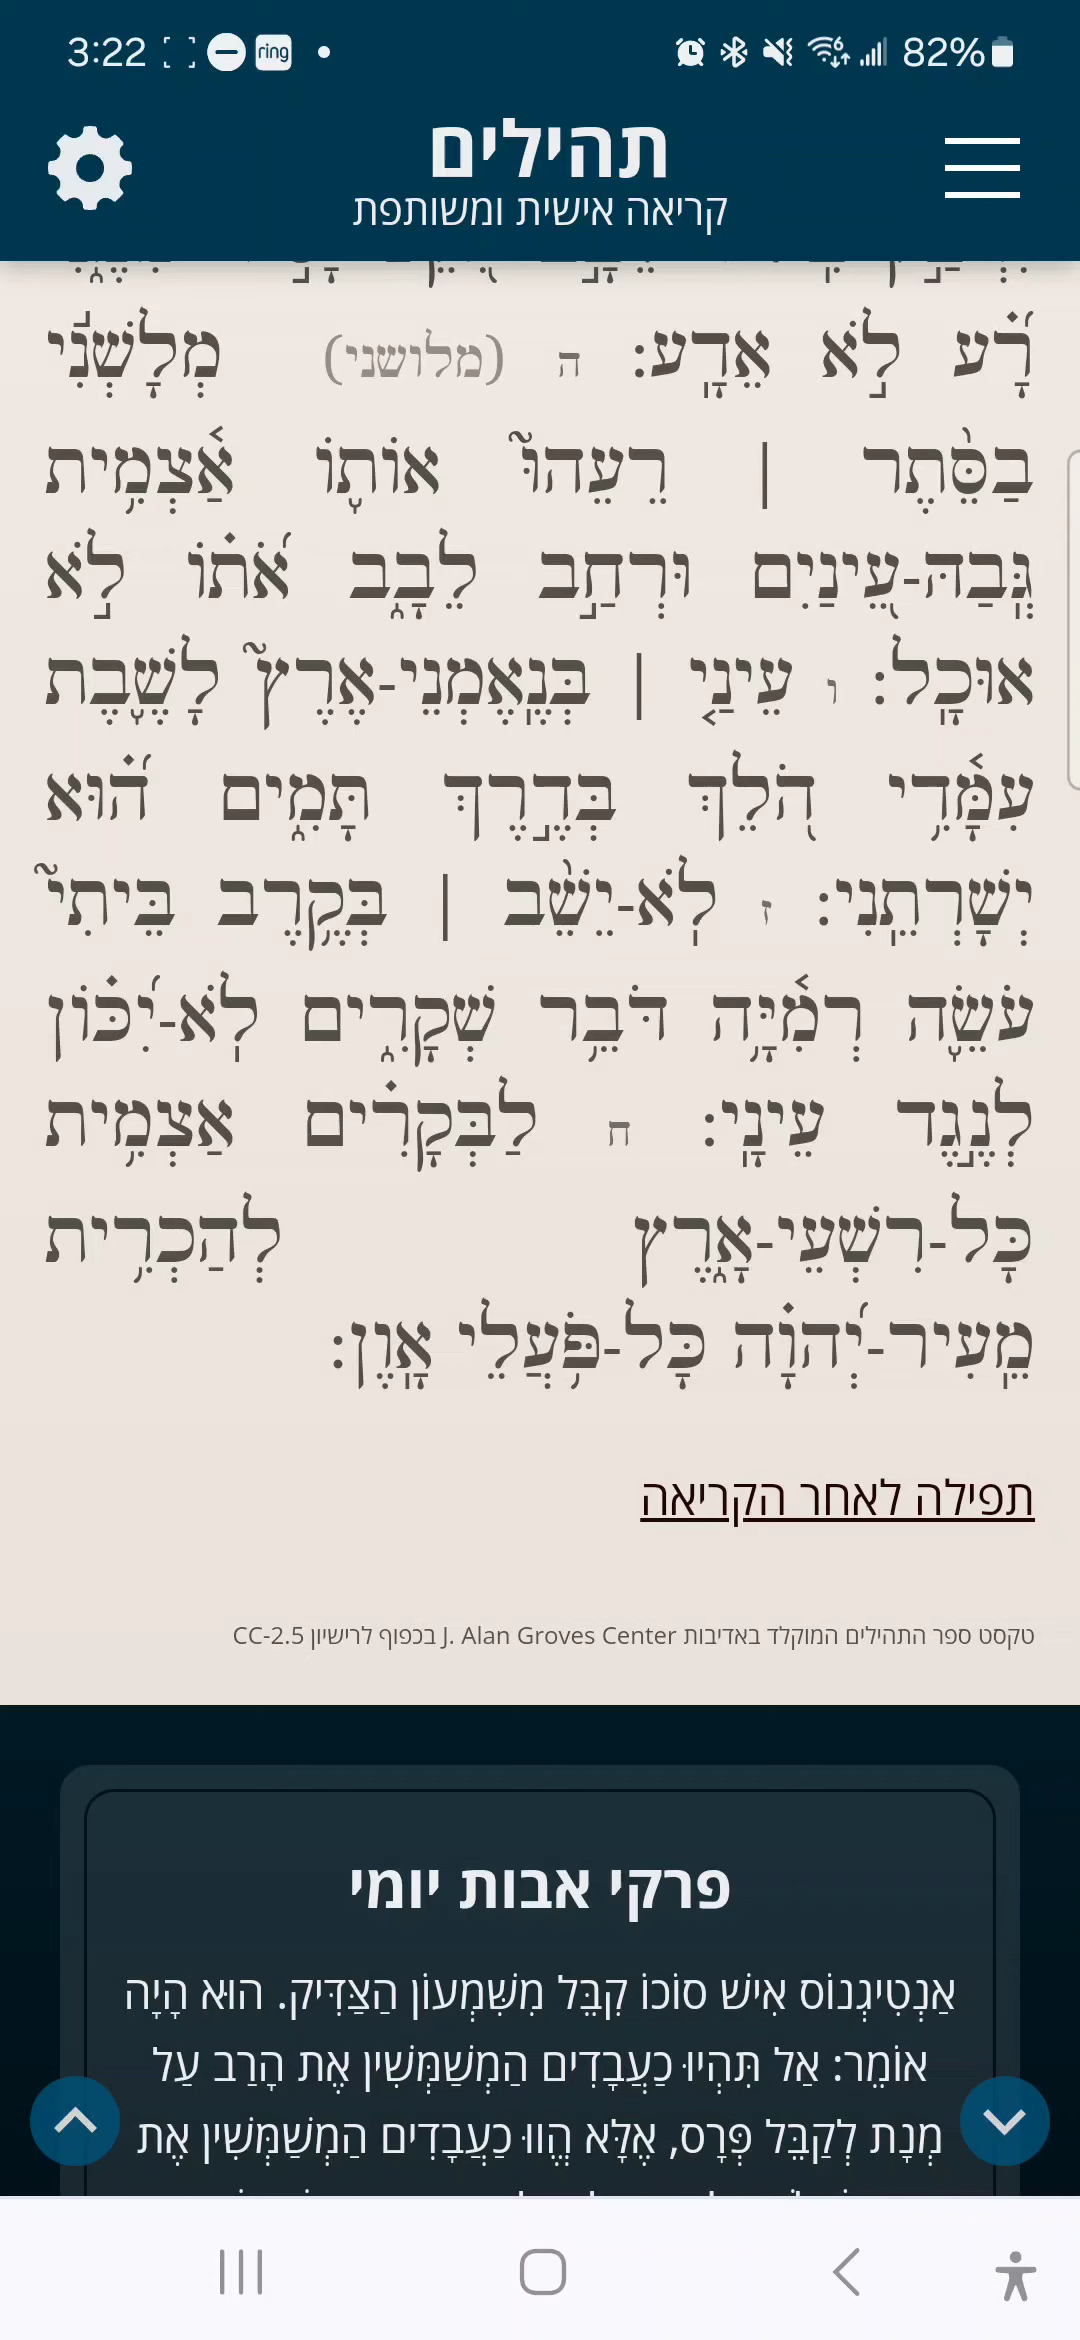 3:22 ring 82%
תהילים
קריאה אישית ומשותפת
רָ֝֗ע לֹ֣א אֵדָֽע׃ ה (מלושני) מְלָשְׁנִ֬י
בַסֵּ֨תֶר | רֵעֵהוּ֮ אוֹת֪וֹ אַ֫צְמִ֥ית
גְּֽבַהּ-עֵ֭ינַיִם וּרְחַ֣ב לֵבָ֑ב אֹ֝ת֗וֹ לֹ֣א
אוּכָֽל׃ ו עֵינַ֤י | בְּנֶֽאֶמְנֵי-אֶרֶץ֮ לָשֶׁ֪בֶת
עִמָּ֫דִ֥י הֹ֭לֵךְ בְּדֶ֣רֶךְ תָּמִ֑ים ה֝֗וּא
יְשָׁרְתֵֽנִי׃ ז לֹֽא-יֵשֵׁ֨ב | בְּקֶ֥רֶב בֵּיתִי֮
עֹשֵׂ֪ה רְמִ֫יָּ֥ה דֹּבֵ֥ר שְׁקָרִ֑ים לֹֽא-יִ֝כּ֗וֹן
לְנֶ֣גֶד עֵינָֽי׃ ח לַבְּקָרִ֗ים אַצְמִ֥ית
כָּל-רִשְׁעֵי-אָ֑רֶץ לְהַכְרִ֥ית
מֵֽעִיר-יְ֝הוָ֗ה כָּל-פֹּ֥עֲלֵי אָֽוֶן׃
תפילה לאחר הקריאה
טקסט ספר התהילים המוקלד באדיבות J. Alan Groves Center בכפוף לרישיון CC-2.5
פרקי אבות יומי
אַנְטִיגְנוֹס אִישׁ סוֹכוֹ קִבֵּל מִשִּׁמְעוֹן הַצַּדִּיק. הוּא הָיָה
אוֹמֵר: אַל תִּהְיוּ כַעֲבָדִים הַמְשַׁמְּשִׁין אֶת הָרַב עַל
מְנָת לְקַבֵּל פְּרָס, אֶלָּא הֱווּ כַעֲבָדִים הַמְשַׁמְּשִׁין אֶת